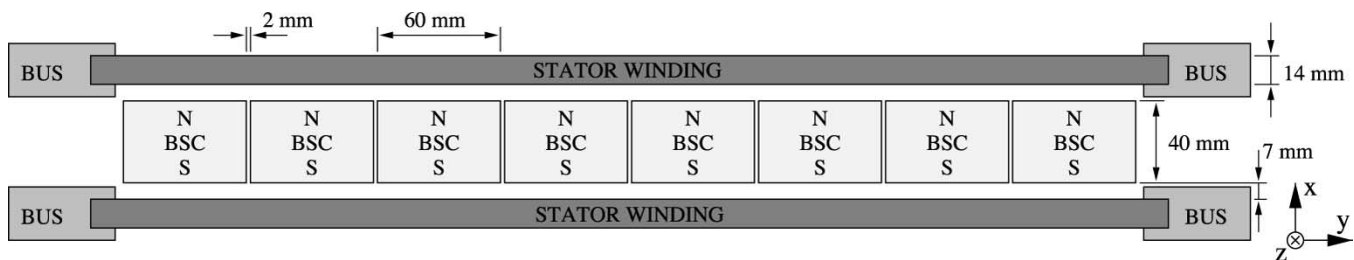 2 mm 60 mm
BUS STATOR WINDING BUS 14 mm
N N N N N N N N
BSC BSC BSC BSC BSC BSC BSC BSC 40 mm
S S S S S S S S
7 mm
BUS STATOR WINDING BUS
x
y
z